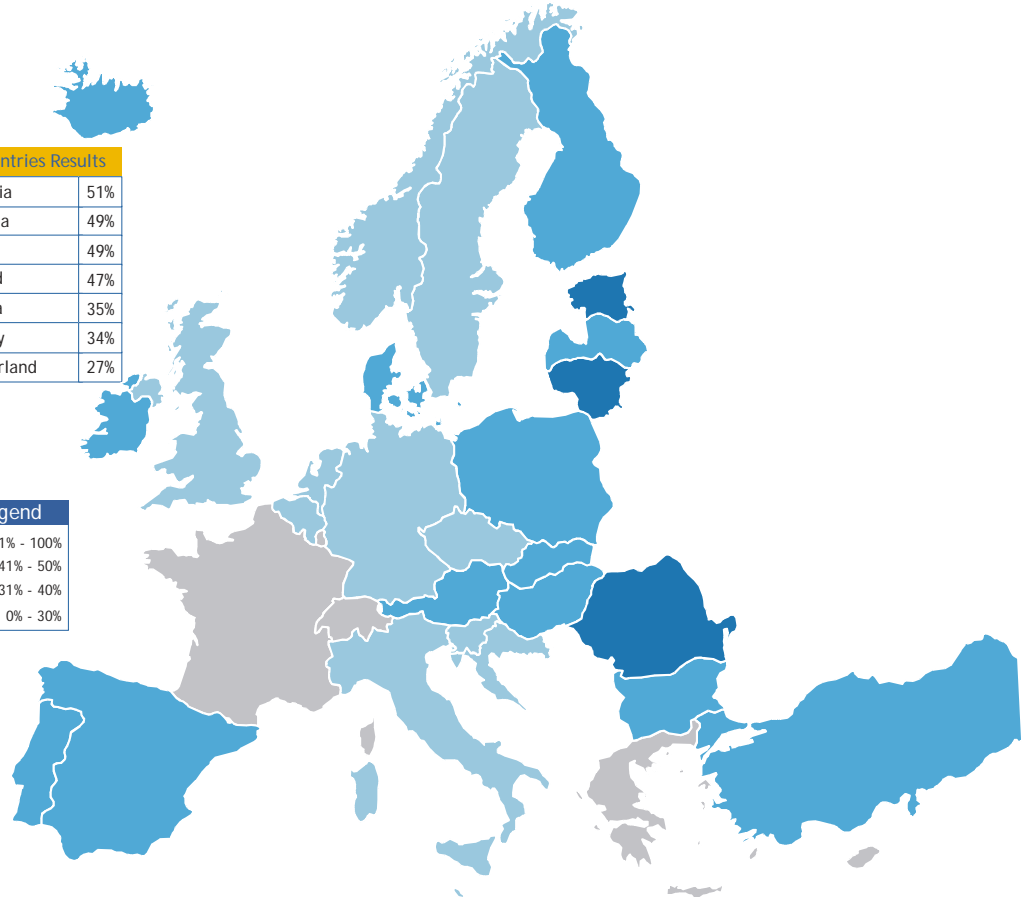 ntries Results
ia 51%
a 49%
49%
d 47%
a 35%
y 34%
rland 27%
gend
1% - 100%
41% - 50%
31% - 40%
0% - 30%